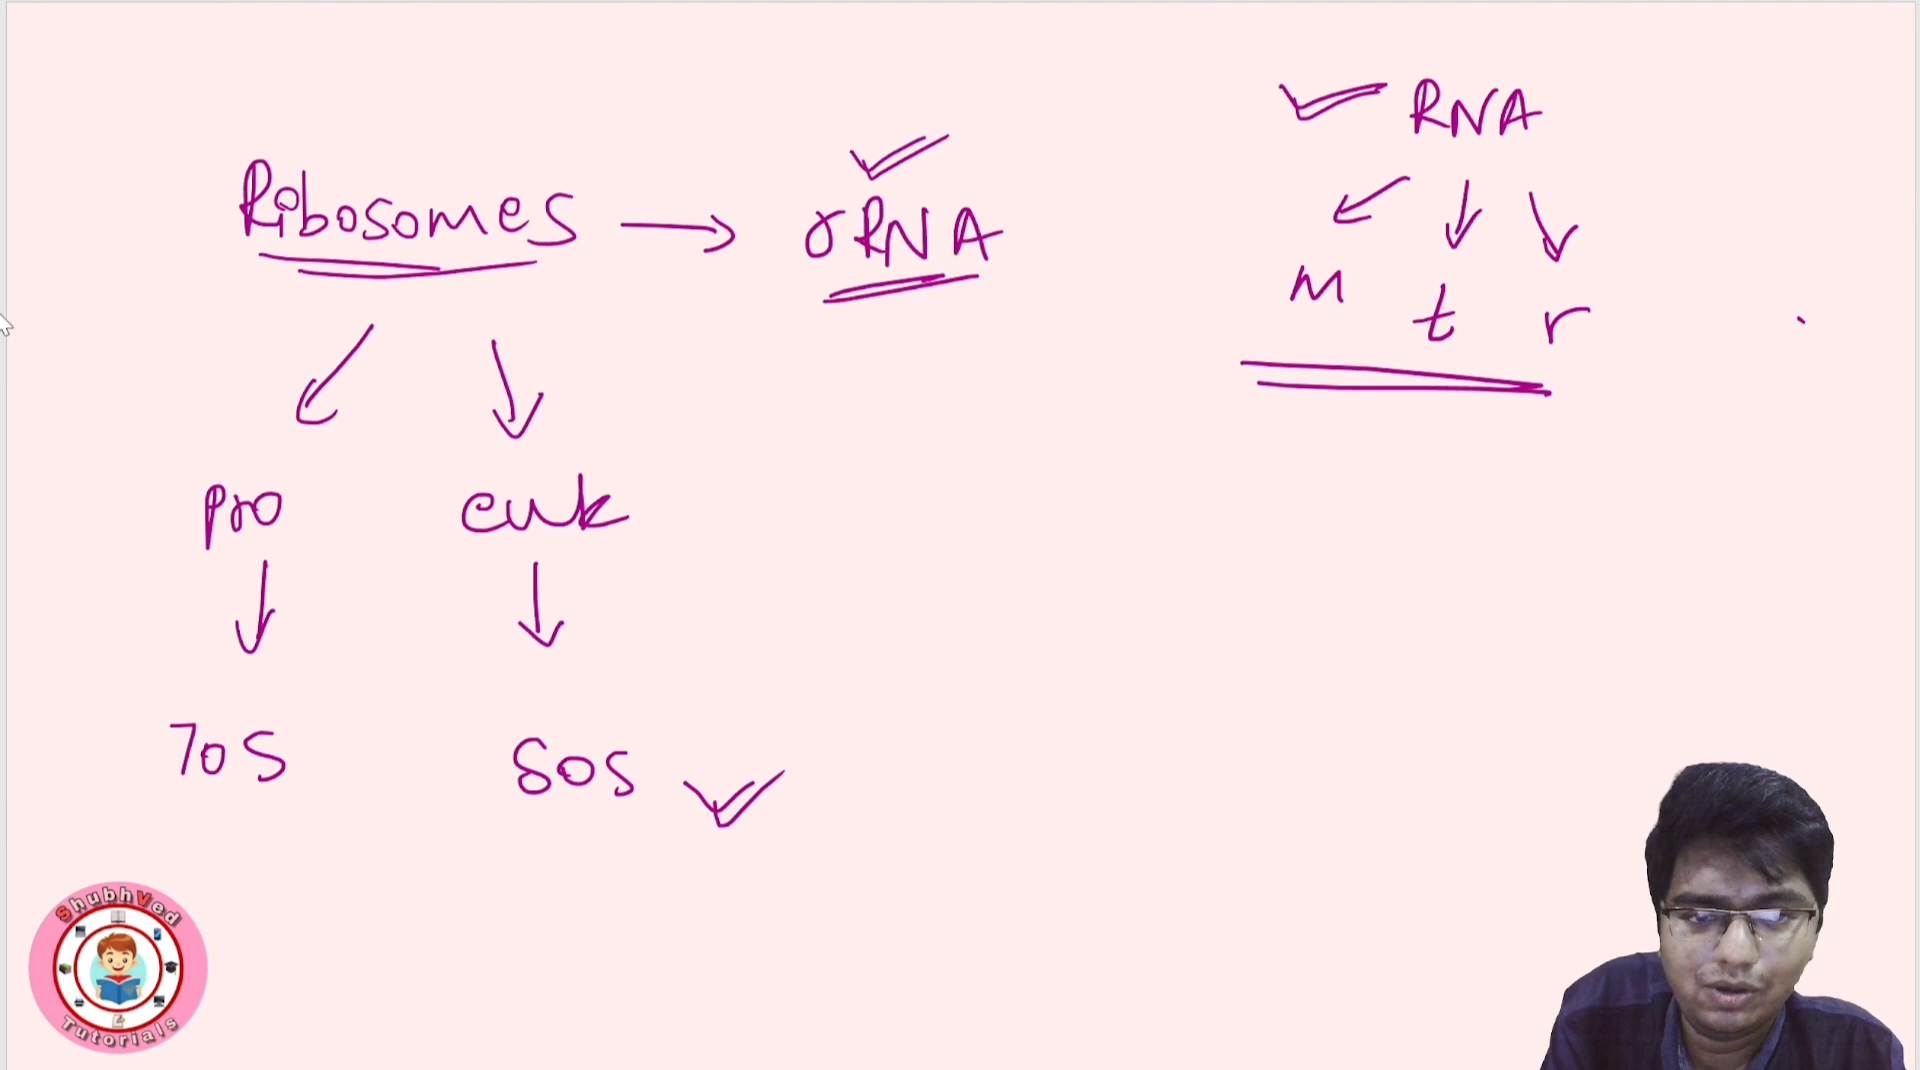 Ribosomes → rRNA
pro euk
70S 80S
✓ RNA
m t r
ShubhVed
Tutorials